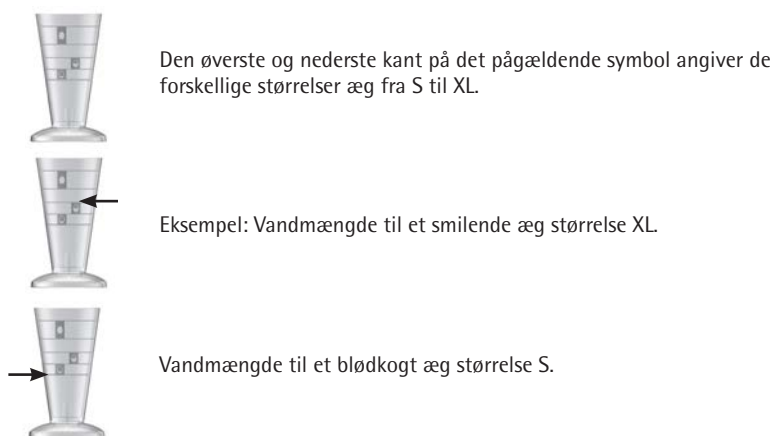 Den øverste og nederste kant på det pågældende symbol angiver de
forskellige størrelser æg fra S til XL.
Eksempel: Vandmængde til et smilende æg størrelse XL.
Vandmængde til et blødkogt æg størrelse S.